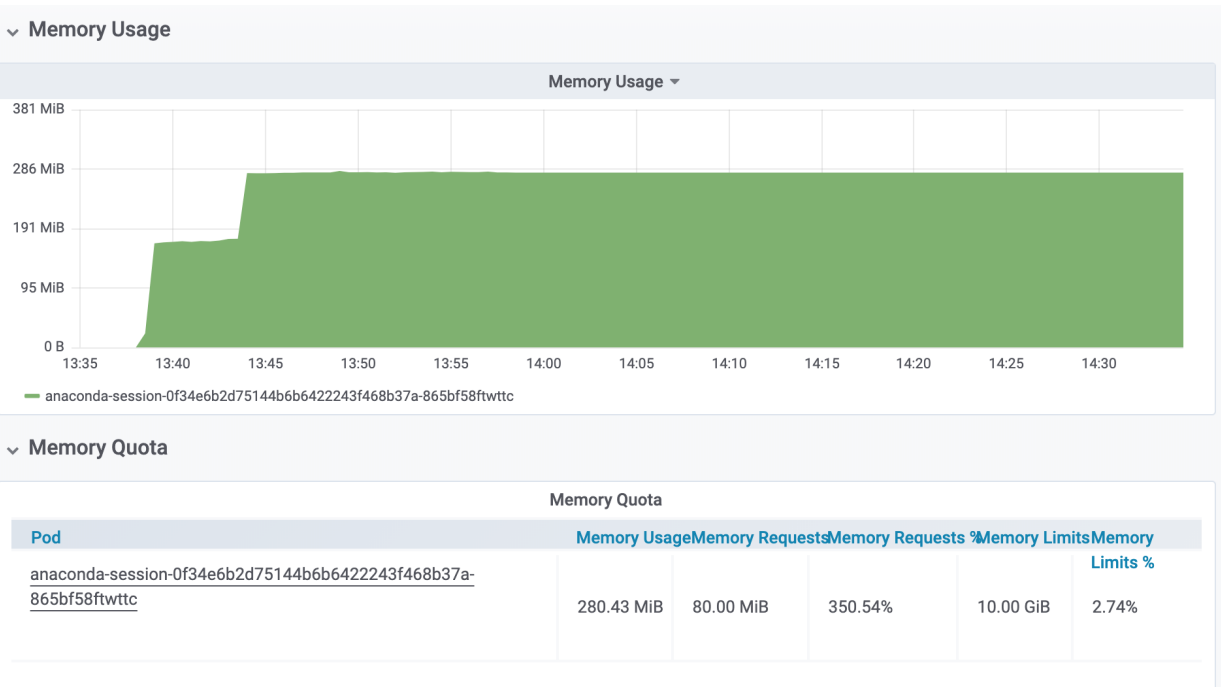 Memory Usage
Memory Usage
381 MiB
286 MiB
191 MiB
95 MiB
0 B
13:35 13:40 13:45 13:50 13:55 14:00 14:05 14:10 14:15 14:20 14:25 14:30
anaconda-session-0f34e6b2d75144b6b6422243f468b37a-865bf58ftwttc
Memory Quota
Memory Quota
Pod Memory Usage Memory Requests Memory Requests % Memory Limits Memory
Limits %
anaconda-session-0f34e6b2d75144b6b6422243f468b37a-
865bf58ftwttc
280.43 MiB 80.00 MiB 350.54% 10.00 GiB 2.74%